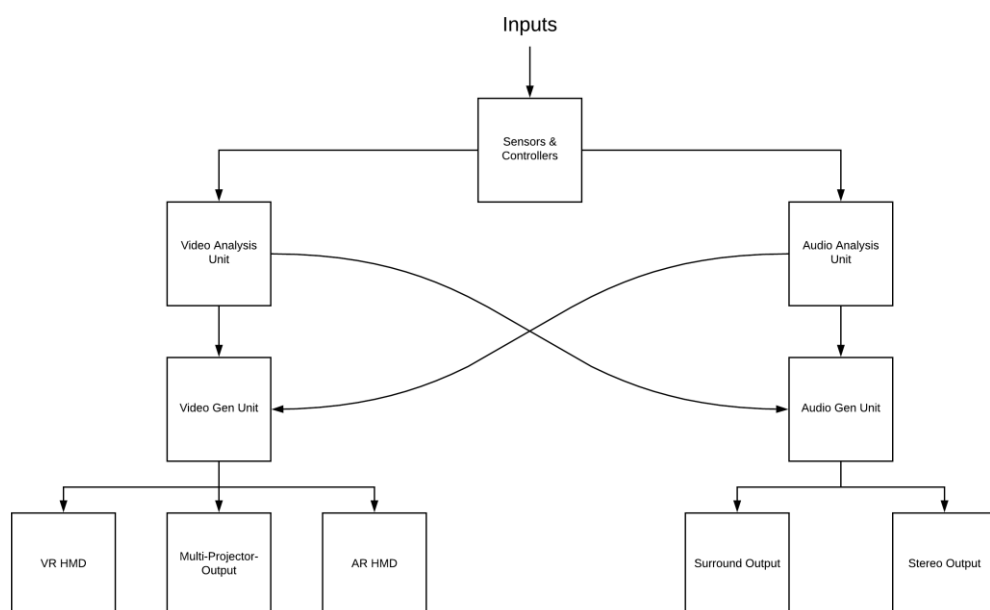 Inputs
Sensors &
Controllers
Video Analysis
Unit
Audio Analysis
Unit
Video Gen Unit
Audio Gen Unit
VR HMD
Multi-Projector-
Output
AR HMD
Surround Output
Stereo Output